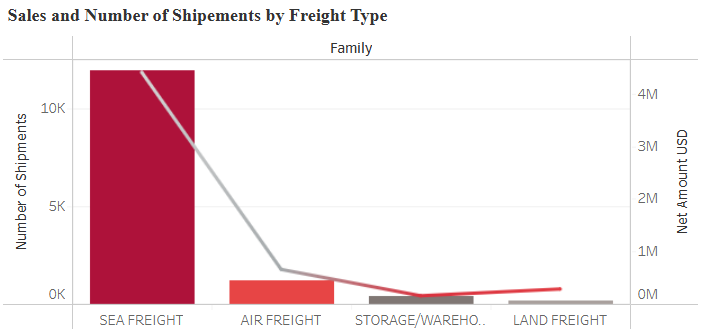 Sales and Number of Shipements by Freight Type
Family
Number of Shipments
10K
5K
0K
4M
3M
2M
1M
0M
Net Amount USD
SEA FREIGHT
AIR FREIGHT
STORAGE/WAREHO..
LAND FREIGHT